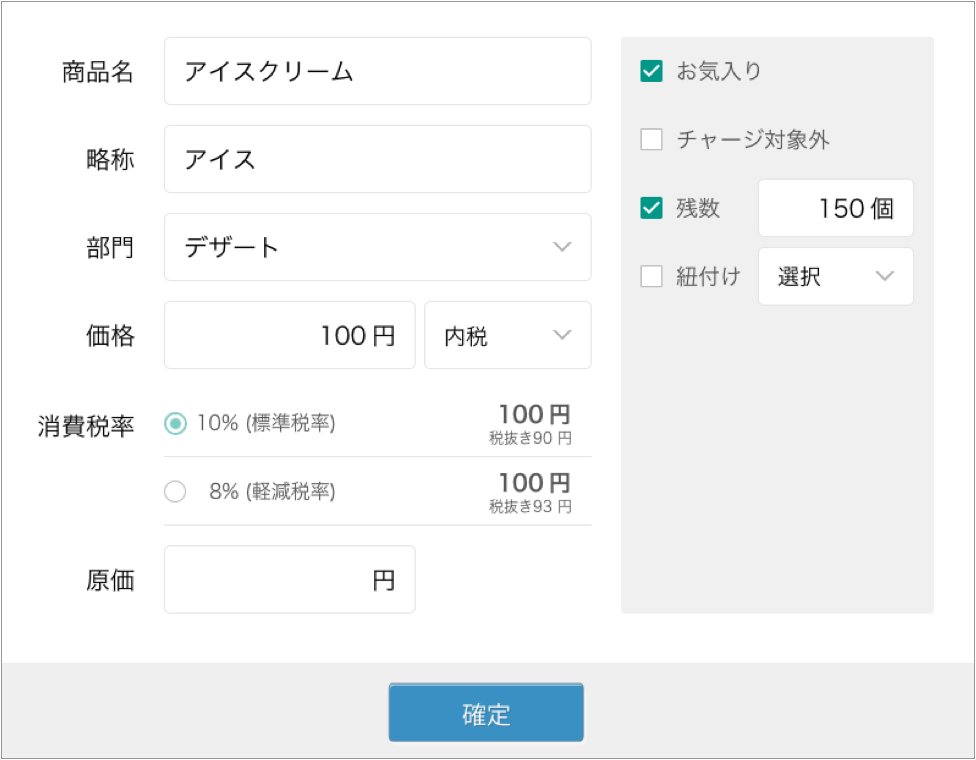 商品名 アイスクリーム
略称 アイス
部門 デザート
価格 100 円 内税
消費税率 10% (標準税率) 100 円
税抜き90 円
8% (軽減税率) 100 円
税抜き93 円
原価 円
お気入り
チャージ対象外
残数 150 個
紐付け 選択
確定